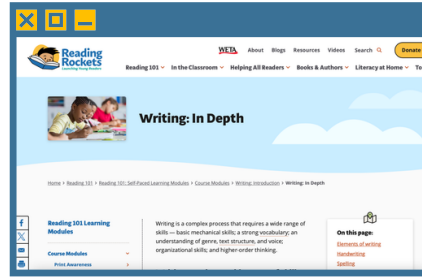 WETA About Blogs Resources Videos Search Donate
Reading
Rockets
Launching Young Readers
Reading 101 In the Classroom Helping All Readers Books & Authors Literacy at Home To
Writing: In Depth
Home > Reading 101 > Reading 101: Self-Paced Learning Modules > Course Modules > Writing: Introduction > Writing: In Depth
Reading 101 Learning
Modules
Course Modules
Print Awareness
Writing is a complex process that requires a wide range of
skills — basic mechanical skills; a strong vocabulary; an
understanding of genre, text structure, and voice;
organizational skills; and higher-order thinking.
On this page:
Elements of writing
Handwriting
Spelling